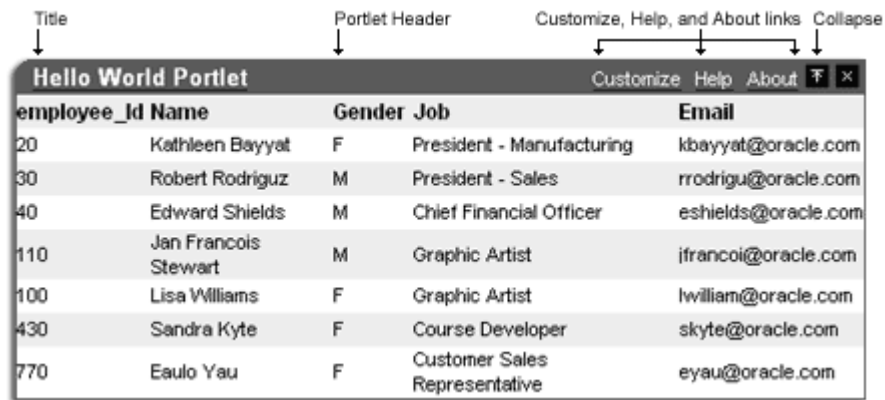 Title Portlet Header Customize, Help, and About links Collapse
Hello World Portlet Customize Help About
employee_Id Name Gender Job Email
20 Kathleen Bayyat F President - Manufacturing kbayyat@oracle.com
30 Robert Rodriguz M President - Sales rrodrigu@oracle.com
40 Edward Shields M Chief Financial Officer eshields@oracle.com
110 Jan Francois Stewart M Graphic Artist jfrancoi@oracle.com
100 Lisa Williams F Graphic Artist lwilliam@oracle.com
430 Sandra Kyte F Course Developer skyte@oracle.com
770 Eaulo Yau F Customer Sales Representative eyau@oracle.com